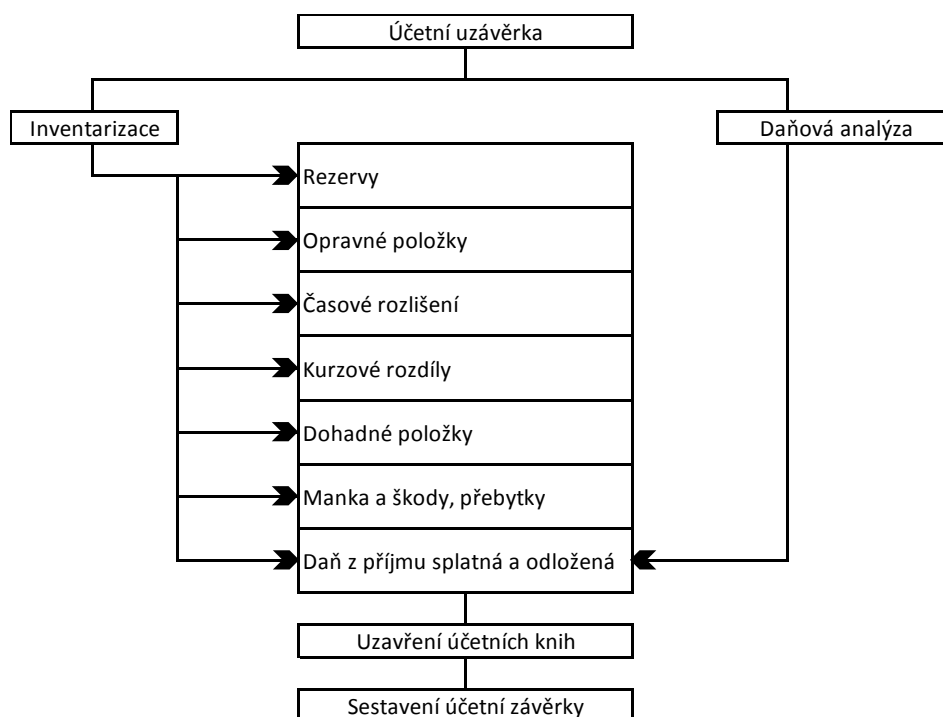 Účetní uzávěrka
Inventarizace
Daňová analýza
Rezervy
Opravné položky
Časové rozlišení
Kurzové rozdíly
Dohadné položky
Manka a škody, přebytky
Daň z příjmu splatná a odložená
Uzavření účetních knih
Sestavení účetní závěrky